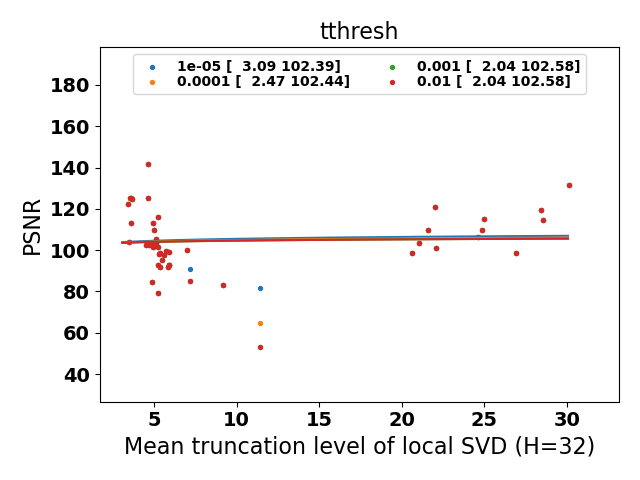 tthresh
1e-05 [  3.09 102.39]
0.0001 [  2.47 102.44]
0.001 [  2.04 102.58]
0.01 [  2.04 102.58]
PSNR
180
160
140
120
100
80
60
40
5 10 15 20 25 30
Mean truncation level of local SVD (H=32)